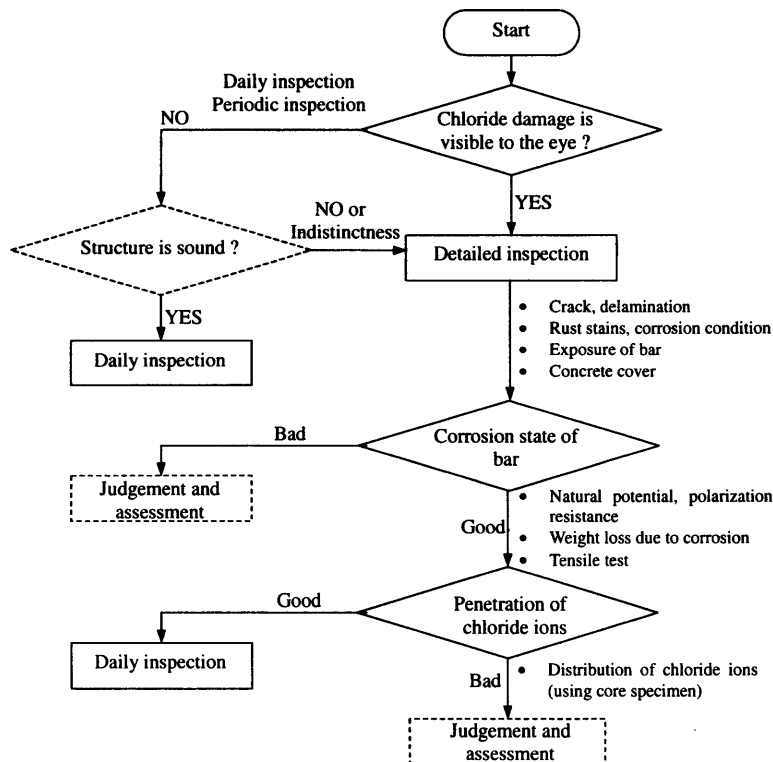 Start
Daily inspection
Periodic inspection
Chloride damage is
visible to the eye ?
NO
YES
Structure is sound ?
NO or
Indistinctness
Detailed inspection
YES
Daily inspection
• Crack, delamination
• Rust stains, corrosion condition
• Exposure of bar
• Concrete cover
Corrosion state of
bar
Bad
Judgement and
assessment
Good
• Natural potential, polarization
resistance
• Weight loss due to corrosion
• Tensile test
Penetration of
chloride ions
Good
Daily inspection
Bad
• Distribution of chloride ions
(using core specimen)
Judgement and
assessment